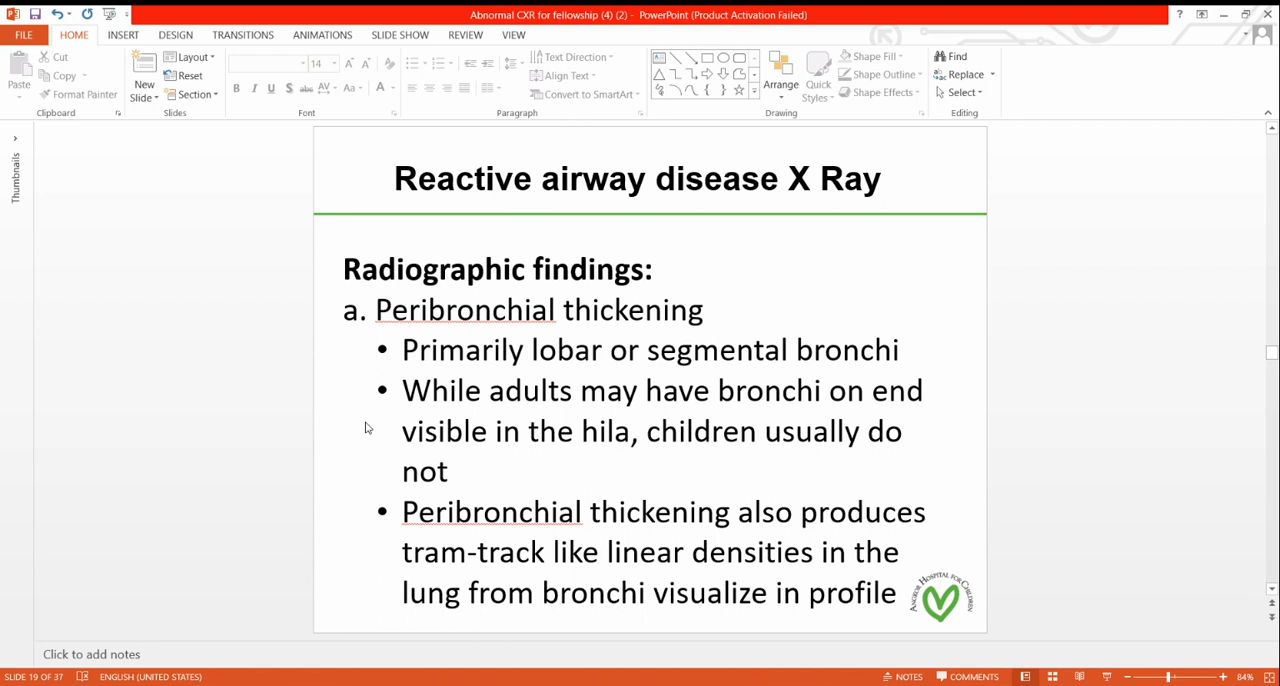 Abnormal CXR for fellowship (4) (2) - PowerPoint (Product Activation Failed)
FILE HOME INSERT DESIGN TRANSITIONS ANIMATIONS SLIDE SHOW REVIEW VIEW
Paste
Cut
Copy
Format Painter
Clipboard
New
Slide
Layout
Reset
Section
Slides
14
Font
Text Direction
Align Text
Convert to SmartArt
Paragraph
Arrange
Quick
Styles
Shape Fill
Shape Outline
Shape Effects
Drawing
Find
Replace
Select
Editing
Thumbnails
Reactive airway disease X Ray
Radiographic findings:
a. Peribronchial thickening
• Primarily lobar or segmental bronchi
• While adults may have bronchi on end
visible in the hila, children usually do
not
• Peribronchial thickening also produces
tram-track like linear densities in the
lung from bronchi visualize in profile
ANGKOR HOSPITAL FOR CHILDREN
Click to add notes
SLIDE 19 OF 37 ENGLISH (UNITED STATES) NOTES COMMENTS 84%